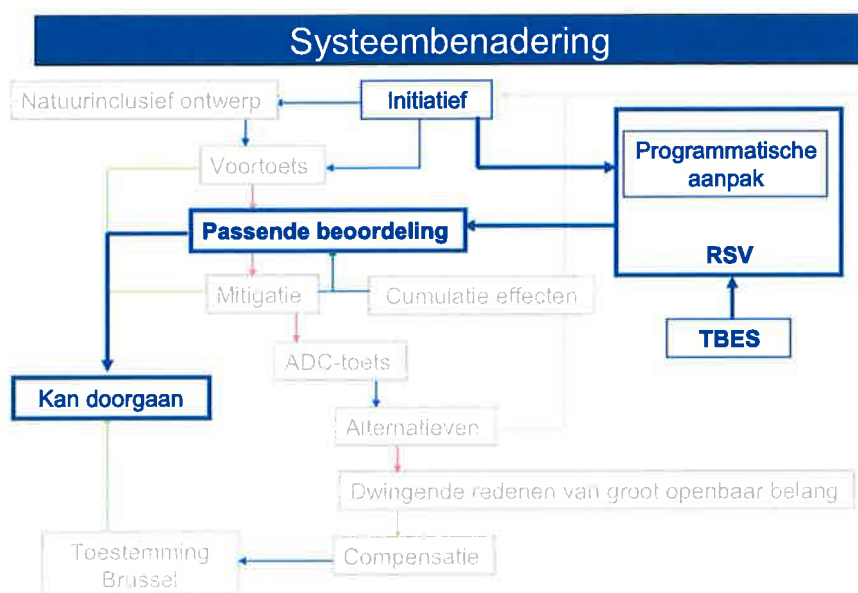 Systeembenadering
Natuurinclusief ontwerp
Initiatief
Voortoets
Programmatische
aanpak
Passende beoordeling
RSV
Mitigatie
Cumulatie effecten
TBES
ADC-toets
Kan doorgaan
Alternatieven
Dwingende redenen van groot openbaar belang
Toestemming
Brussel
Compensatie